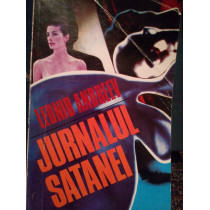 LEONID ANDREEV
JURNALUL
SATANEI